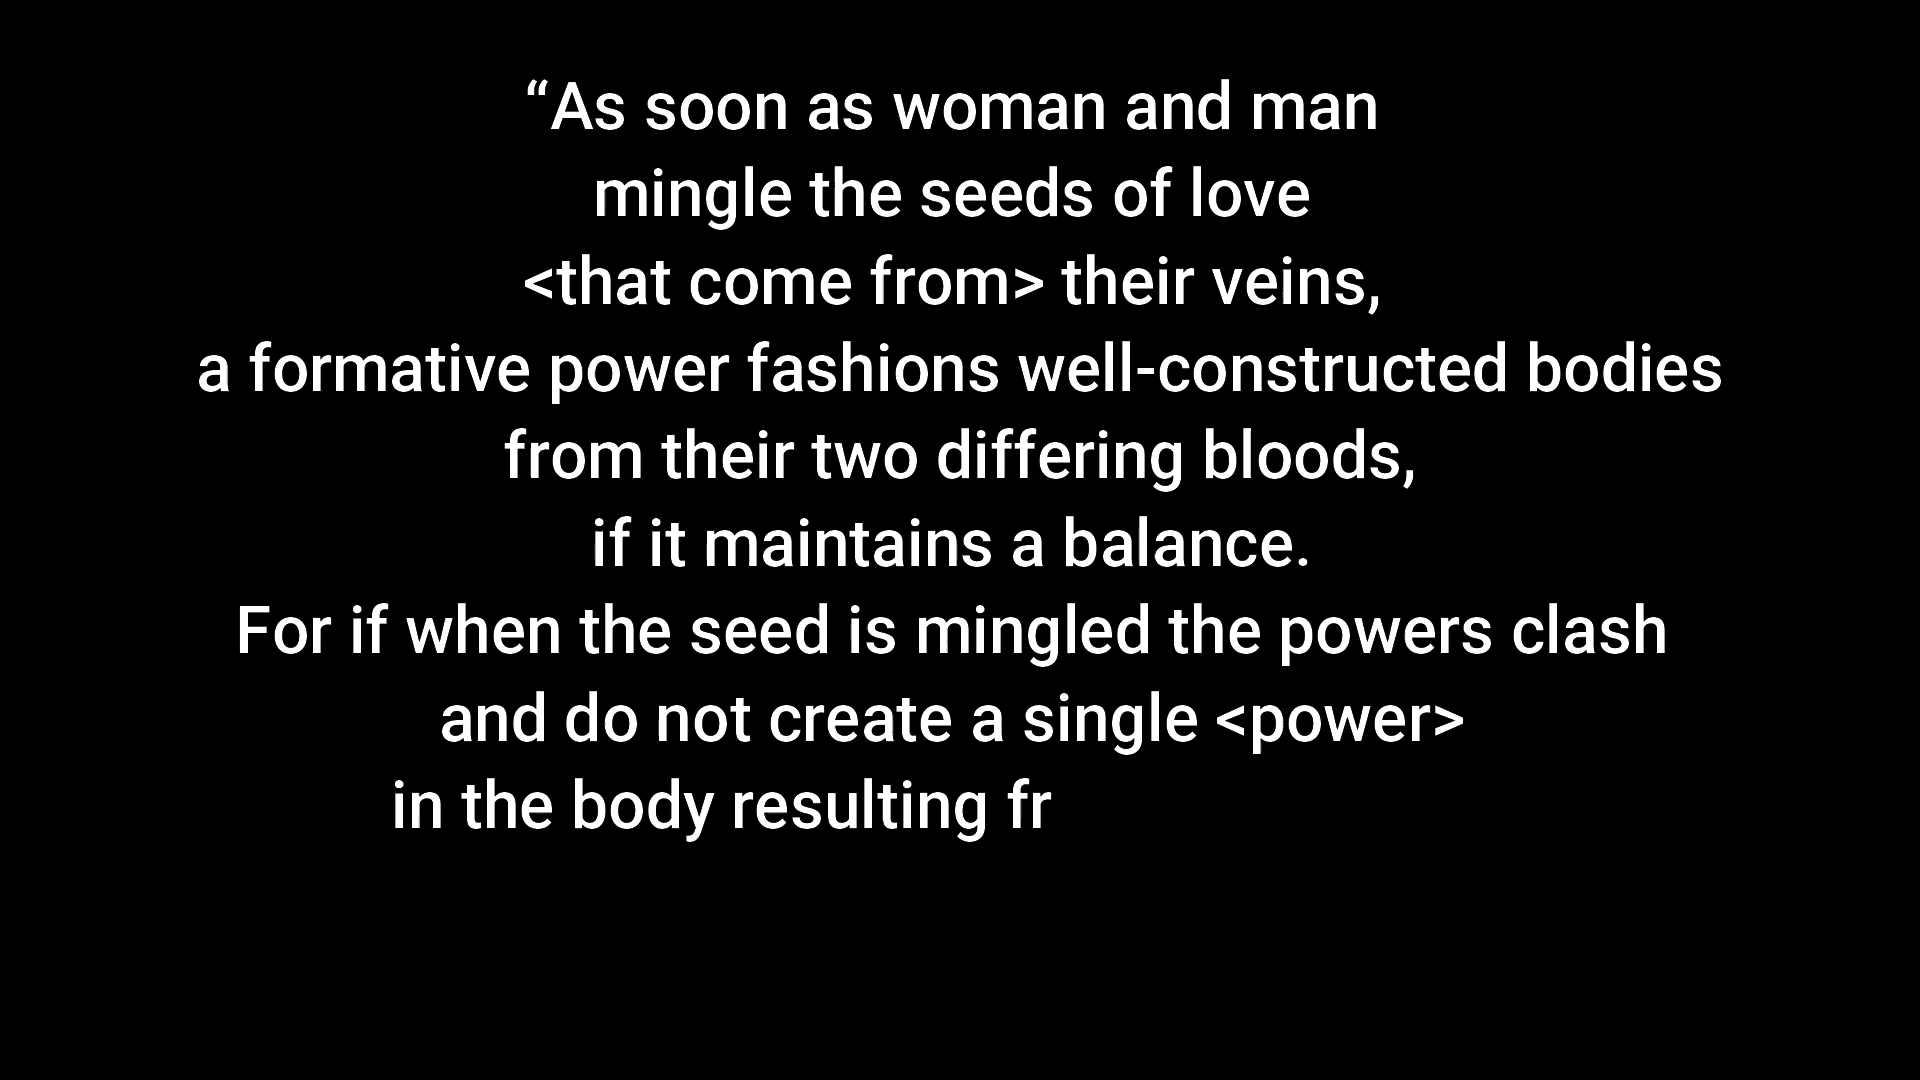 “As soon as woman and man
mingle the seeds of love
<that come from> their veins,
a formative power fashions well-constructed bodies
from their two differing bloods,
if it maintains a balance.
For if when the seed is mingled the powers clash
and do not create a single <power>
in the body resulting fr